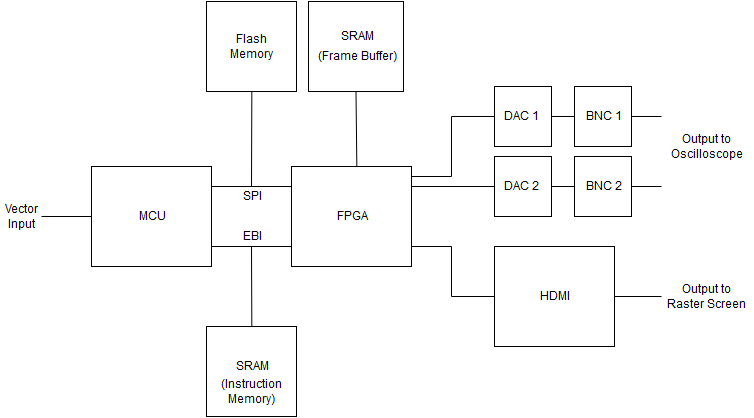 Flash
Memory
SRAM
(Frame Buffer)
DAC 1
BNC 1
Output to
Oscilloscope
DAC 2
BNC 2
SPI
Vector
Input
MCU
FPGA
EBI
HDMI
Output to
Raster Screen
SRAM
(Instruction
Memory)